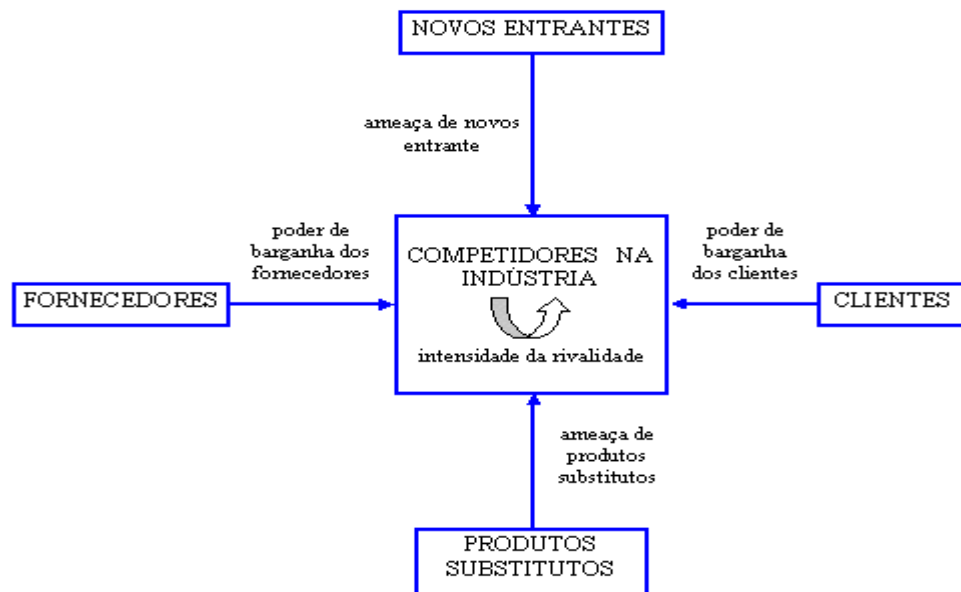 NOVOS ENTRANTES
ameaça de novos
entrante
poder de
barganha dos
fornecedores
COMPETIDORES NA
INDÚSTRIA
intensidade da rivalidade
poder de
barganha
dos clientes
FORNECEDORES
CLIENTES
ameaça de
produtos
substitutos
PRODUTOS
SUBSTITUTOS